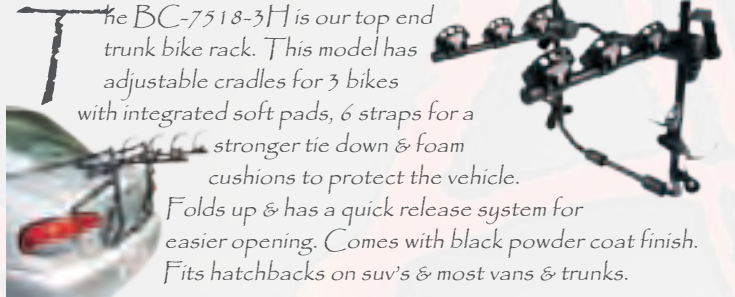 The BC-7518-3H is our top end
trunk bike rack. This model has
adjustable cradles for 3 bikes
with integrated soft pads, 6 straps for a
stronger tie down & foam
cushions to protect the vehicle.
Folds up & has a quick release system for
easier opening. Comes with black powder coat finish.
Fits hatchbacks on suv's & most vans & trunks.